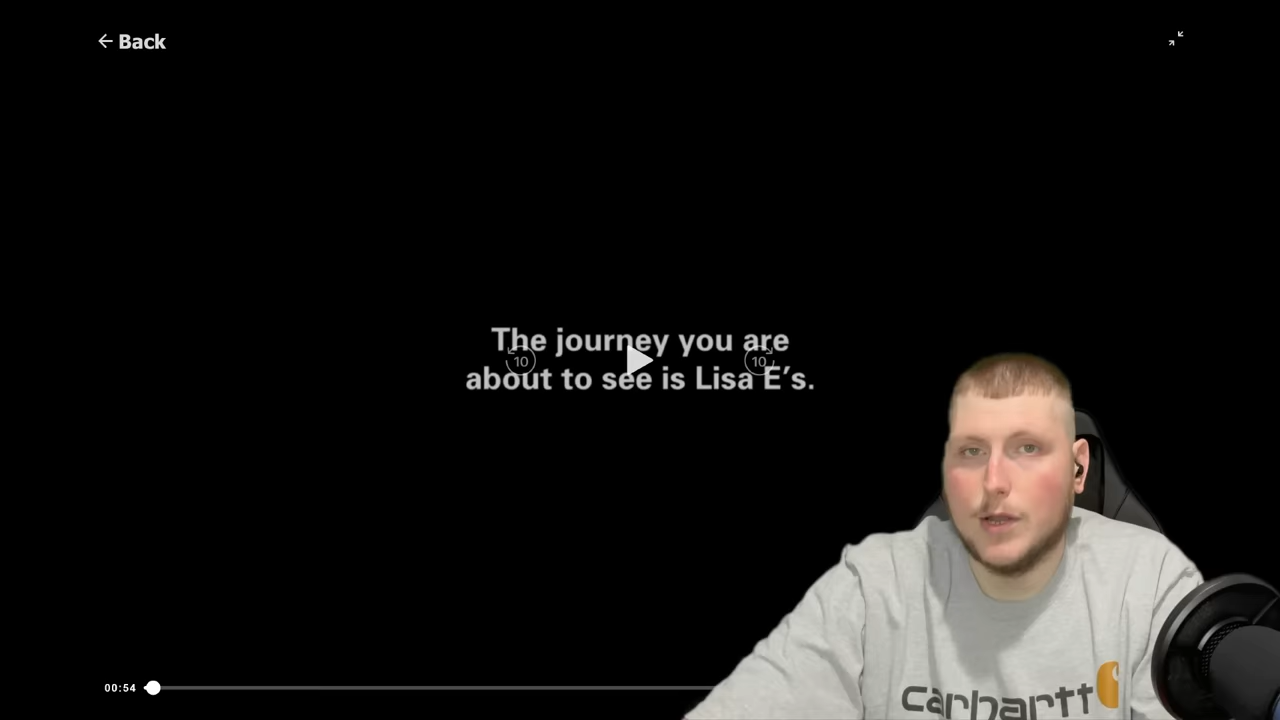 ← Back
The journey you are
about to see is Lisa E’s.
10
10
00:54
carhartt